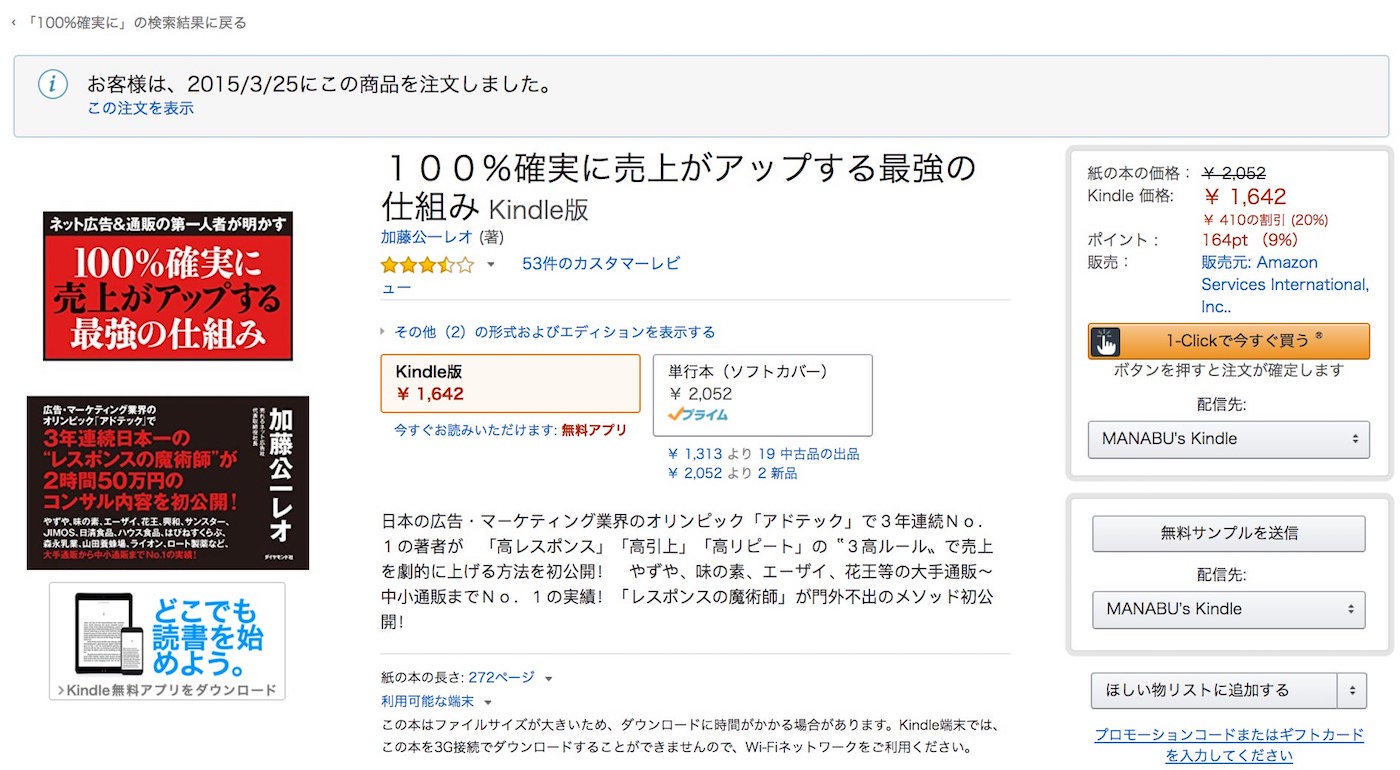 ‹ 「100%確実に」の検索結果に戻る
i
お客様は、2015/3/25にこの商品を注文しました。
この注文を表示
ネット広告&通販の第一人者が明かす
100%確実に
売上がアップする
最強の仕組み
広告・マーケティング業界の
オリンピック「アドテック」で
3年連続日本一の
“レスポンスの魔術師”が
2時間50万円の
コンサル内容を初公開!
やずや、味の素、エーザイ、花王、興和、サンスター、
JIMOS、日清食品、ハウス食品、はぴねすくらぶ、
森永乳業、山田養蜂場、ライオン、ロート製薬など、
大手通販から中小通販までNo.1の実績!
売れるネット広告社
代表取締役社長
加藤公一レオ
ダイヤモンド社
どこでも
読書を始
めよう。
›Kindle無料アプリをダウンロード
100%確実に売上がアップする最強の
仕組み Kindle版
加藤公一レオ (著)
53件のカスタマーレビ
ュー
その他(2)の形式およびエディションを表示する
Kindle版
¥ 1,642
今すぐお読みいただけます: 無料アプリ
単行本(ソフトカバー)
¥ 2,052
プライム
¥ 1,313 より 19 中古品の出品
¥ 2,052 より 2 新品
日本の広告・マーケティング業界のオリンピック「アドテック」で3年連続No.
1の著者が 「高レスポンス」「高引上」「高リピート」の〝3高ルール〟で売上
を劇的に上げる方法を初公開! やずや、味の素、エーザイ、花王等の大手通販〜
中小通販までNo.1の実績!「レスポンスの魔術師」が門外不出のメソッド初公
開!
紙の本の長さ: 272ページ
利用可能な端末
この本はファイルサイズが大きいため、ダウンロードに時間がかかる場合があります。Kindle端末では、
この本を3G接続でダウンロードすることができませんので、Wi-Fiネットワークをご利用ください。
紙の本の価格: ¥ 2,052
Kindle 価格: ¥ 1,642
¥ 410の割引 (20%)
ポイント: 164pt (9%)
販売: 販売元: Amazon
Services International,
Inc..
1-Clickで今すぐ買う ®
ボタンを押すと注文が確定します
配信先:
MANABU's Kindle
無料サンプルを送信
配信先:
MANABU's Kindle
ほしい物リストに追加する
プロモーションコードまたはギフトカード
を入力してください